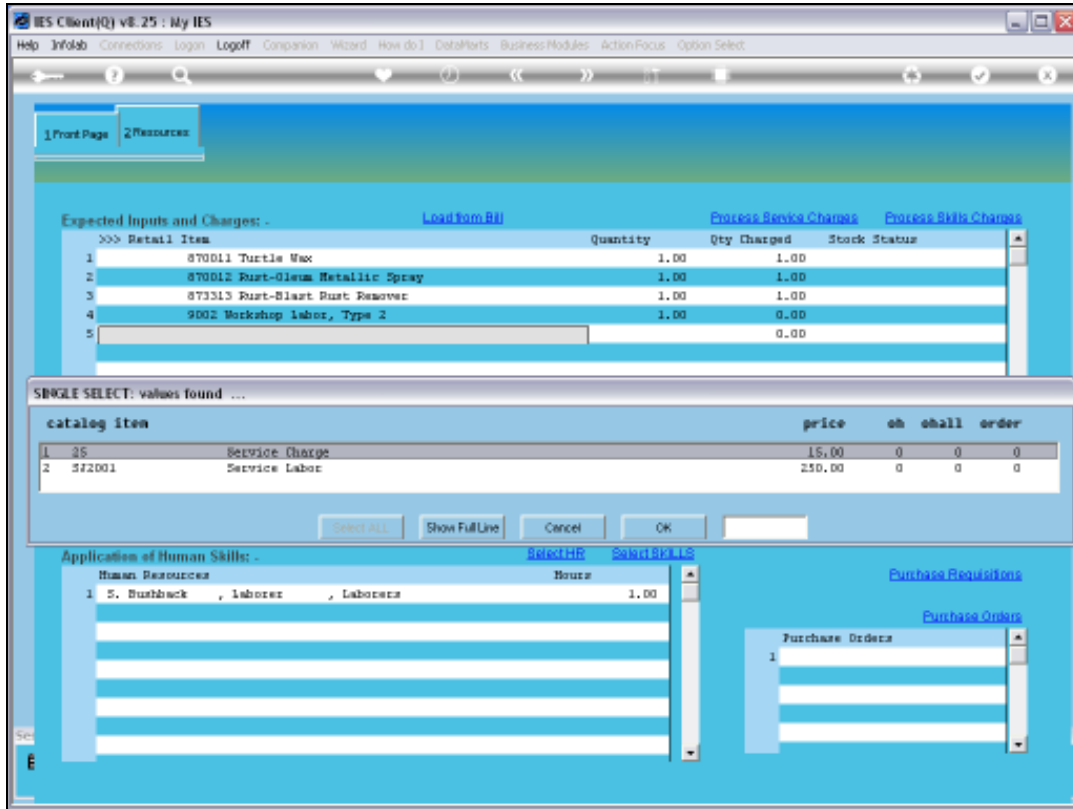 IES Client(Q) v8.25 : My IES
Help Infolab Connections Logon Logoff Companion Wizard How do I DataMarts Business Modules Action Focus Option Select
1 Front Page 2 Resources
Expected Inputs and Charges: - Load from Bill Process Service Charges Process Skills Charges
>>> Retail Item Quantity Qty Charged Stock Status
1 870011 Turtle Wax 1.00 1.00
2 870012 Rust-Oleum Metallic Spray 1.00 1.00
3 873313 Rust-Blast Rust Remover 1.00 1.00
4 9002 Workshop labor, Type 2 1.00 0.00
5 0.00
SINGLE SELECT: values found ...
catalog item price oh ohall order
1 25 Service Charge 15.00 0 0 0
2 SJ2001 Service Labor 250.00 0 0 0
Select ALL Show Full Line Cancel OK
Application of Human Skills: - Select HR Select SKILLS
Human Resources Hours
1 S. Bushback , laborer , Laborers 1.00
Purchase Requisitions
Purchase Orders
Purchase Orders
1